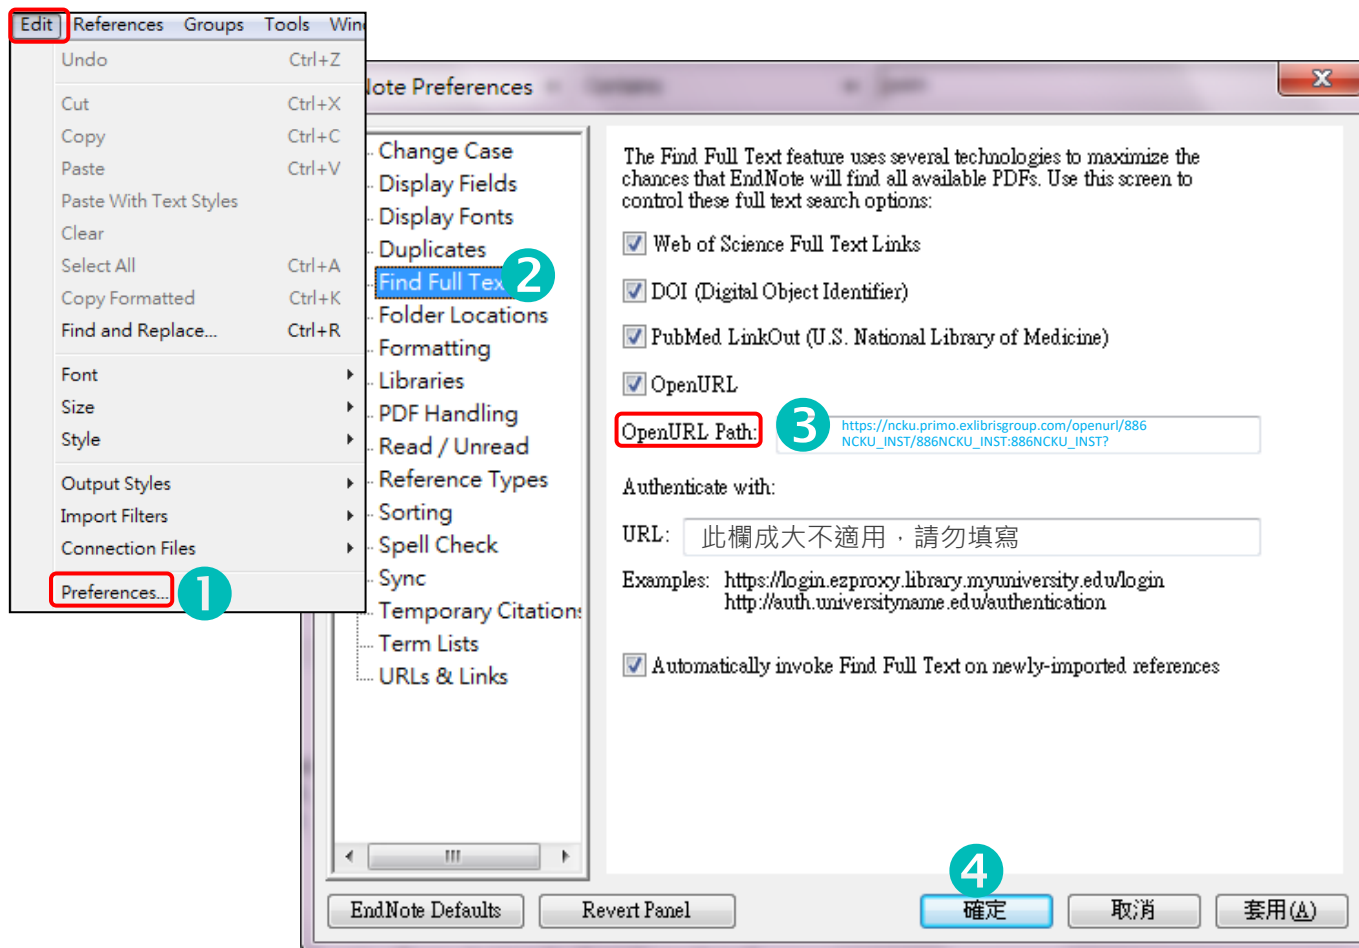 Edit References Groups Tools
Undo Ctrl+Z
Cut Ctrl+X
Copy Ctrl+C
Paste Ctrl+V
Paste With Text Styles
Clear
Select All Ctrl+A
Copy Formatted Ctrl+K
Find and Replace... Ctrl+R
Font
Size
Style
Output Styles
Import Filters
Connection Files
Preferences...
1
Note Preferences
Change Case
Display Fields
Display Fonts
Duplicates
Find Full Tex
2
Folder Locations
Formatting
Libraries
PDF Handling
Read / Unread
Reference Types
Sorting
Spell Check
Sync
Temporary Citations
Term Lists
URLs & Links
The Find Full Text feature uses several technologies to maximize the
chances that EndNote will find all available PDFs. Use this screen to
control these full text search options:
Web of Science Full Text Links
DOI (Digital Object Identifier)
PubMed LinkOut (U.S. National Library of Medicine)
OpenURL
OpenURL Path:
3
https://ncku.primo.exlibrisgroup.com/openurl/886
NCKU_INST/886NCKU_INST:886NCKU_INST?
Authenticate with:
URL: 此欄成大不適用，請勿填寫
Examples: https://login.ezproxy.library.myuniversity.edu/login
http://auth.universityname.edu/authentication
Automatically invoke Find Full Text on newly-imported references
4
EndNote Defaults Revert Panel 確定 取消 套用(A)